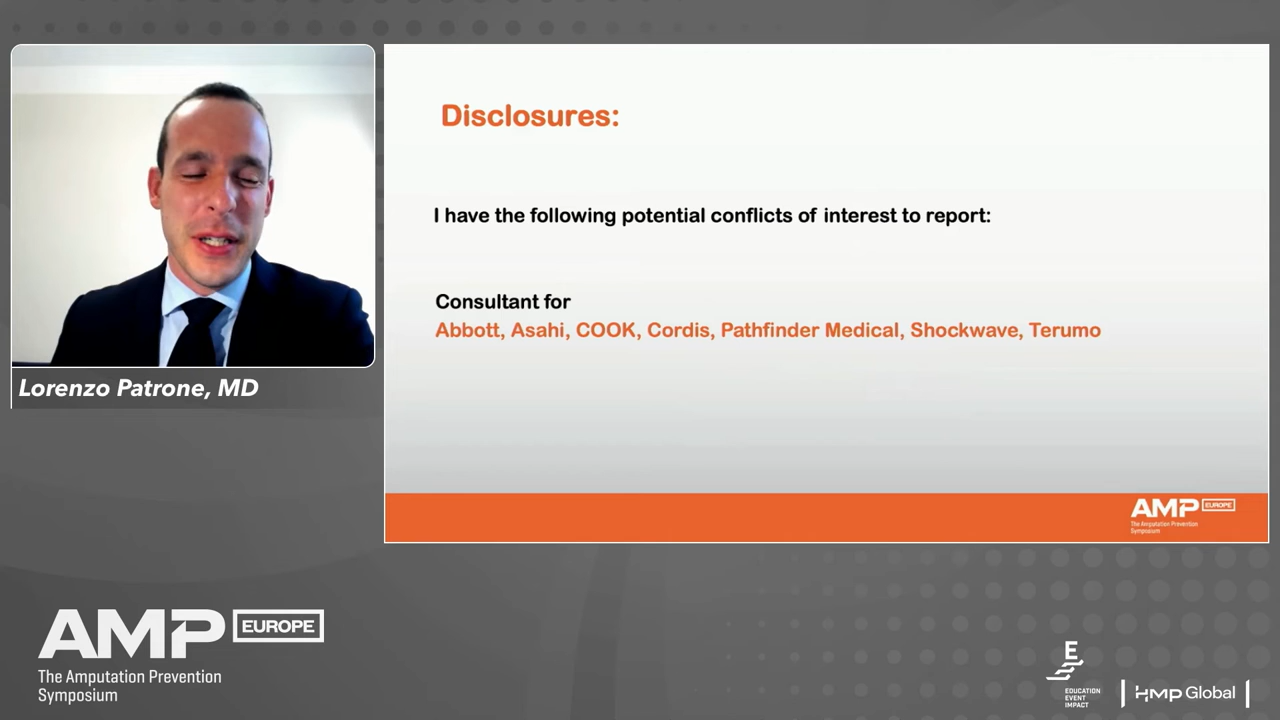 Disclosures:
I have the following potential conflicts of interest to report:
Consultant for
Abbott, Asahi, COOK, Cordis, Pathfinder Medical, Shockwave, Terumo
Lorenzo Patrone, MD
AMP EUROPE
The Amputation Prevention
Symposium
AMP EUROPE
The Amputation Prevention
Symposium
E
EDUCATION
EVENT
IMPACT
HMP Global